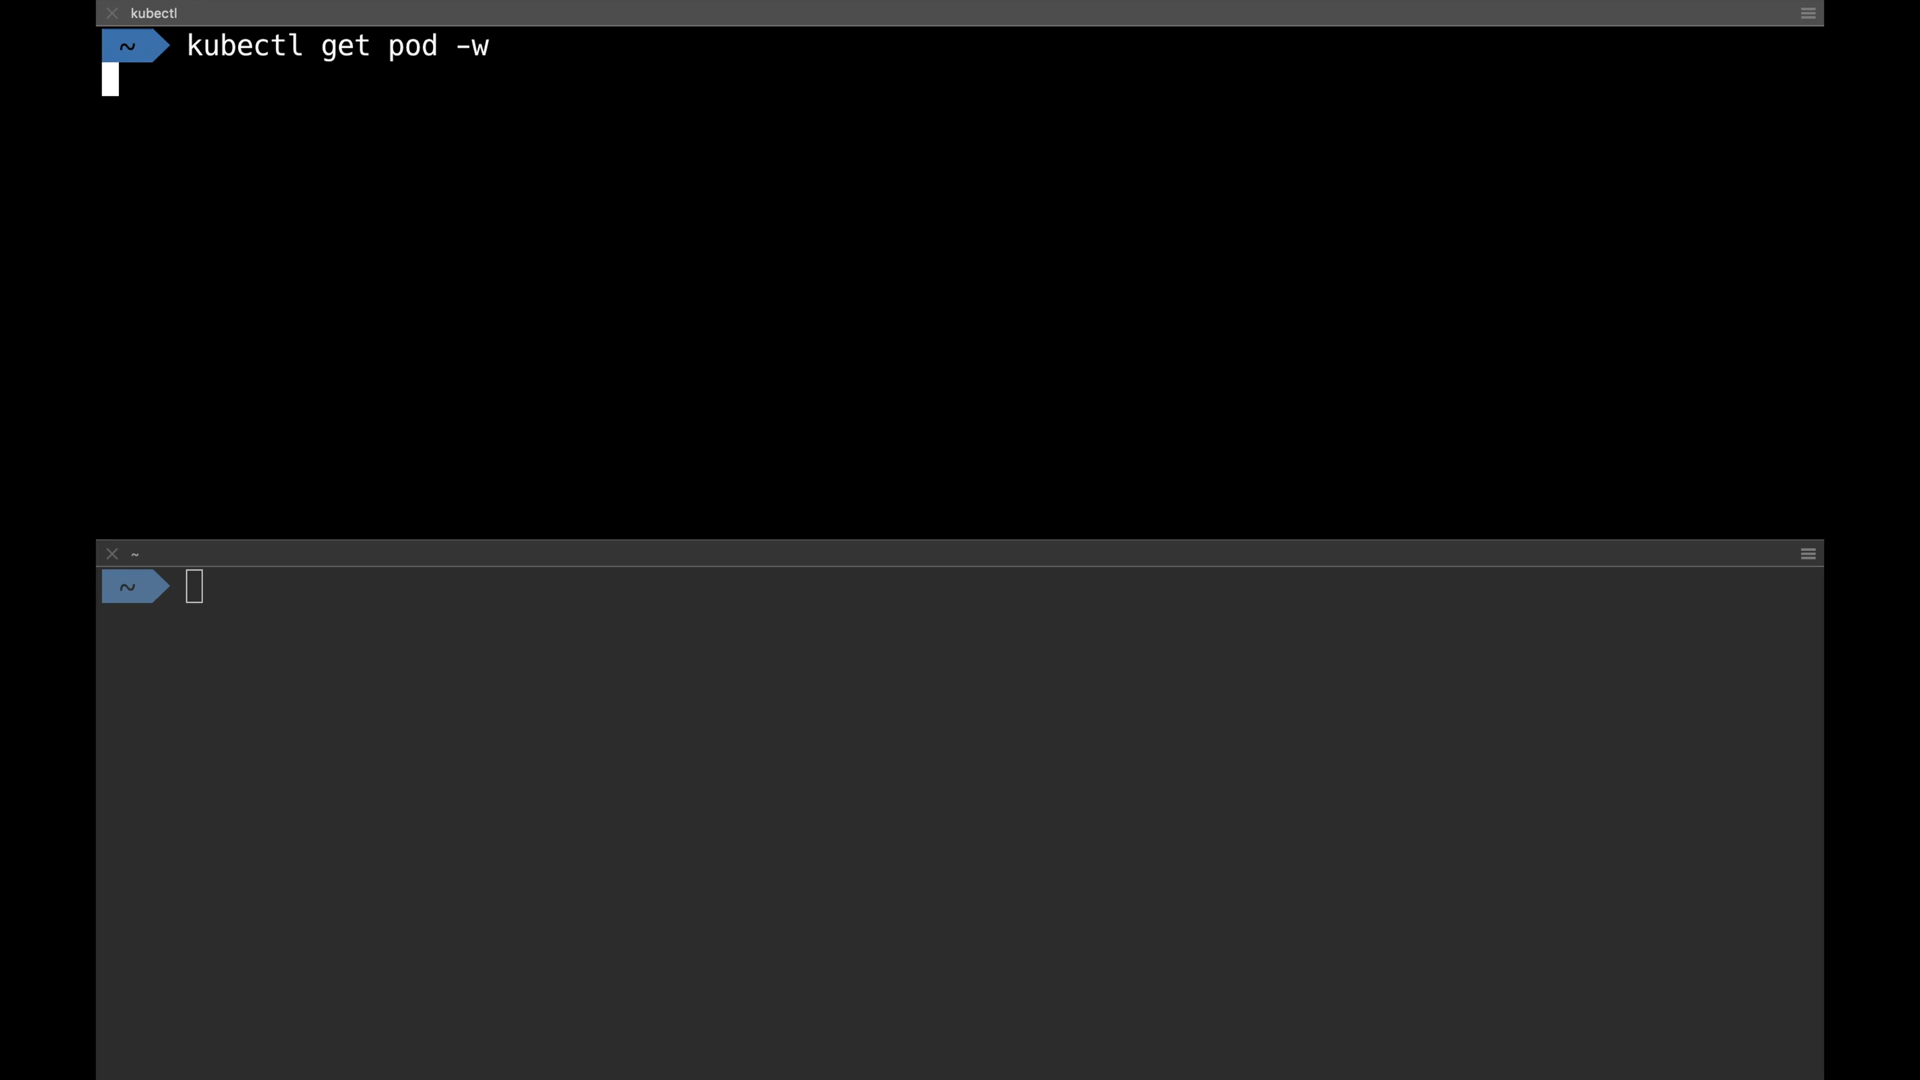 kubectl
~ kubectl get pod -w
~
~